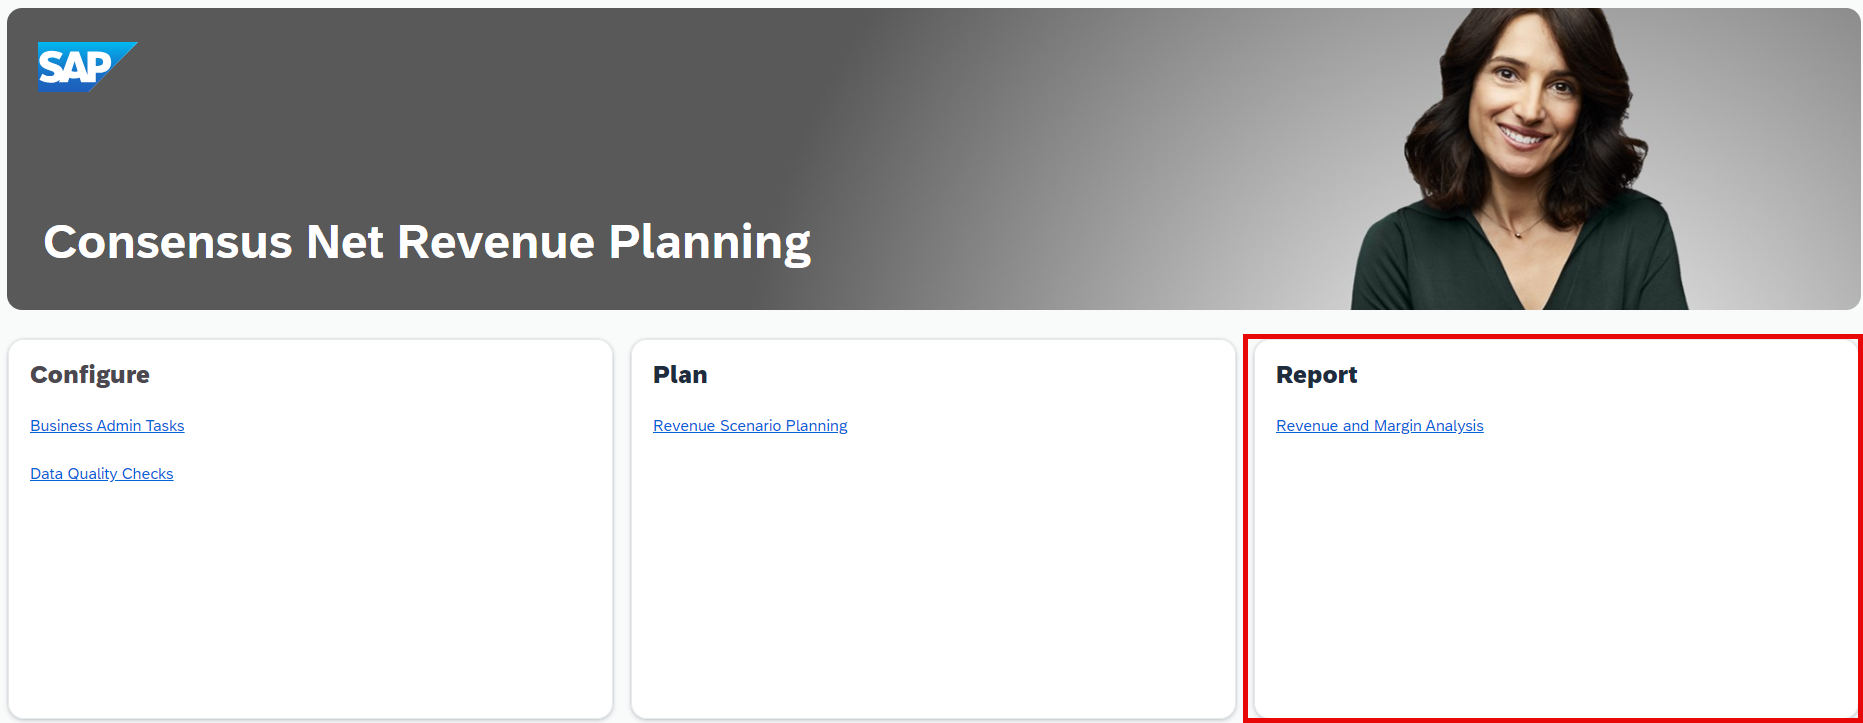 SAP
Consensus Net Revenue Planning
Configure
Business Admin Tasks
Data Quality Checks
Plan
Revenue Scenario Planning
Report
Revenue and Margin Analysis